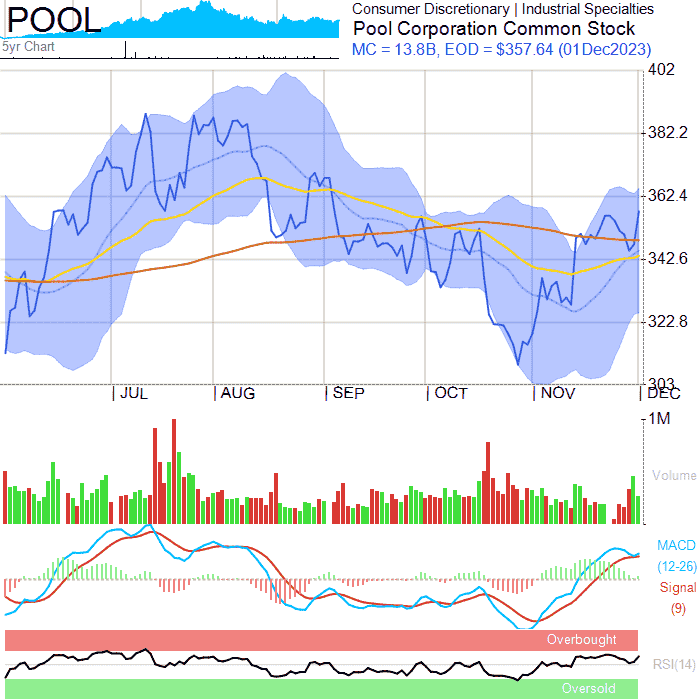 POOL
5yr Chart
Consumer Discretionary | Industrial Specialties
Pool Corporation Common Stock
MC = 13.8B, EOD = $357.64 (01Dec2023)
402
382.2
362.4
342.6
322.8
303
JUL AUG SEP OCT NOV DEC
1M
Volume
MACD
(12-26)
Signal
(9)
Overbought
RSI(14)
Oversold